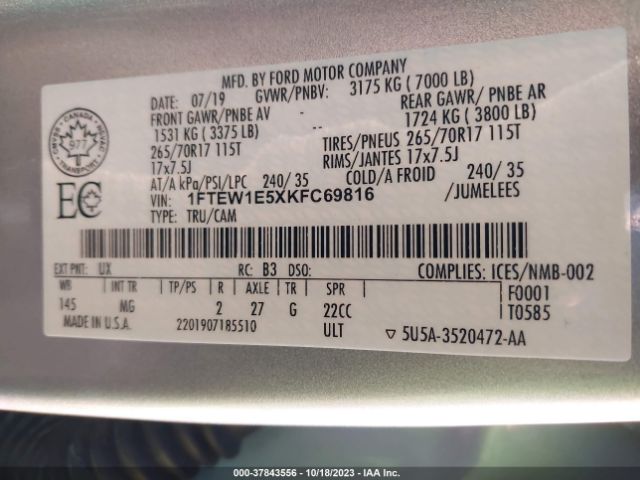 MFD. BY FORD MOTOR COMPANY
DATE: 07/19 GVWR/PNBV: 3175 KG ( 7000 LB)
FRONT GAWR/PNBE AV -- REAR GAWR/ PNBE AR
1531 KG ( 3375 LB) -- 1724 KG ( 3800 LB)
265/70R17 115T TIRES/PNEUS 265/70R17 115T
17x7.5J RIMS/JANTES 17x7.5J
AT/A kPa/PSI/LPC 240/ 35 COLD/A FROID 240/ 35
VIN: 1FTEW1E5XKFC69816 /JUMELEES
TYPE: TRU/CAM
CANADA
977
TRANSPORT
EC
EXT PNT: UX RC: B3 DSO: COMPLIES: ICES/NMB-002
WB INT TR TP/PS R AXLE TR SPR F0001
145 MG 2 27 G 22CC T0585
MADE IN U.S.A. 2201907185510 ULT ▽ 5U5A-3520472-AA
000-37843556 | 10/18/2023 | IAA Inc.